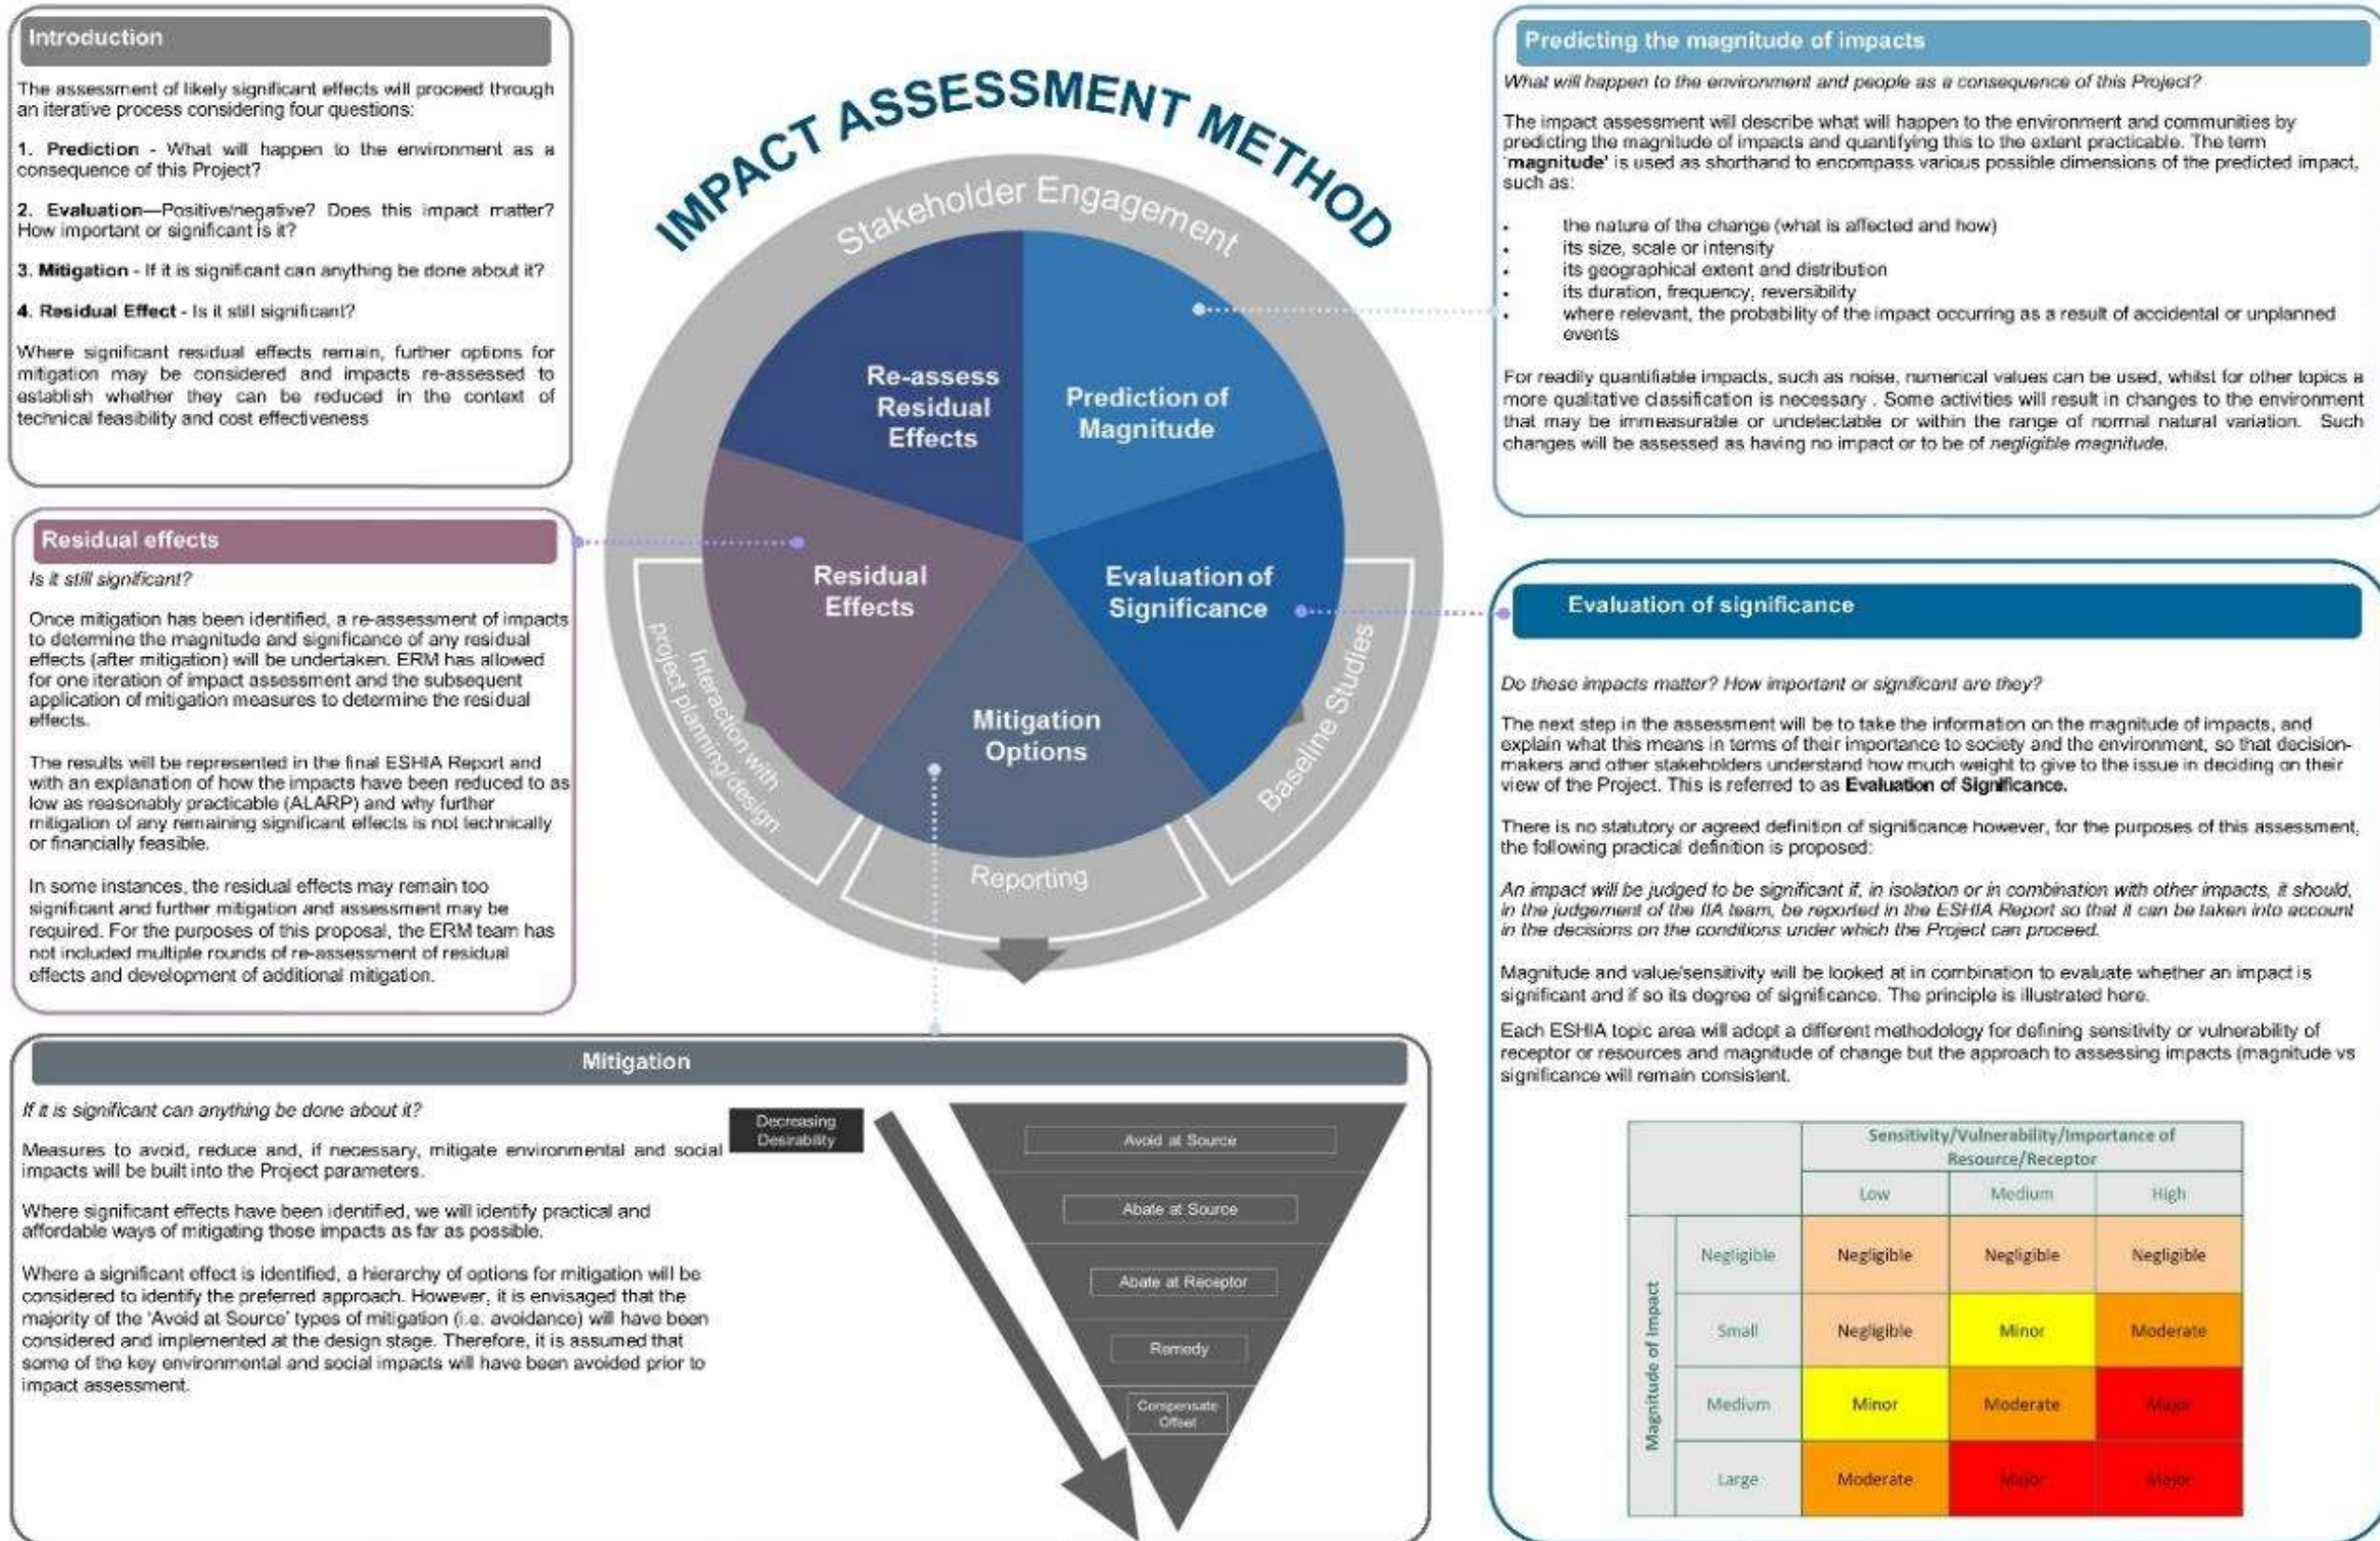 Introduction
The assessment of likely significant effects will proceed through
an iterative process considering four questions:
1. Prediction - What will happen to the environment as a
consequence of this Project?
2. Evaluation—Positive/negative? Does this impact matter?
How important or significant is it?
3. Mitigation - If it is significant can anything be done about it?
4. Residual Effect - Is it still significant?
Where significant residual effects remain, further options for
mitigation may be considered and impacts re-assessed to
establish whether they can be reduced in the context of
technical feasibility and cost effectiveness
Residual effects
Is it still significant?
Once mitigation has been identified, a re-assessment of impacts
to determine the magnitude and significance of any residual
effects (after mitigation) will be undertaken. ERM has allowed
for one iteration of impact assessment and the subsequent
application of mitigation measures to determine the residual
effects.
The results will be represented in the final ESHIA Report and
with an explanation of how the impacts have been reduced to as
low as reasonably practicable (ALARP) and why further
mitigation of any remaining significant effects is not technically
or financially feasible.
In some instances, the residual effects may remain too
significant and further mitigation and assessment may be
required. For the purposes of this proposal, the ERM team has
not included multiple rounds of re-assessment of residual
effects and development of additional mitigation.
IMPACT ASSESSMENT METHOD
Stakeholder Engagement
Re-assess
Residual
Effects
Prediction of
Magnitude
Residual
Effects
Evaluation of
Significance
Mitigation
Options
Interaction with
project planning/design
Reporting
Baseline Studies
Predicting the magnitude of impacts
What will happen to the environment and people as a consequence of this Project?
The impact assessment will describe what will happen to the environment and communities by
predicting the magnitude of impacts and quantifying this to the extent practicable. The term
'magnitude' is used as shorthand to encompass various possible dimensions of the predicted impact,
such as:
• the nature of the change (what is affected and how)
• its size, scale or intensity
• its geographical extent and distribution
• its duration, frequency, reversibility
• where relevant, the probability of the impact occurring as a result of accidental or unplanned
events
For readily quantifiable impacts, such as noise, numerical values can be used, whilst for other topics a
more qualitative classification is necessary . Some activities will result in changes to the environment
that may be immeasurable or undetectable or within the range of normal natural variation. Such
changes will be assessed as having no impact or to be of negligible magnitude.
Evaluation of significance
Do these impacts matter? How important or significant are they?
The next step in the assessment will be to take the information on the magnitude of impacts, and
explain what this means in terms of their importance to society and the environment, so that decision-
makers and other stakeholders understand how much weight to give to the issue in deciding on their
view of the Project. This is referred to as Evaluation of Significance.
There is no statutory or agreed definition of significance however, for the purposes of this assessment,
the following practical definition is proposed:
An impact will be judged to be significant if, in isolation or in combination with other impacts, it should,
in the judgement of the IIA team, be reported in the ESHIA Report so that it can be taken into account
in the decisions on the conditions under which the Project can proceed.
Magnitude and value/sensitivity will be looked at in combination to evaluate whether an impact is
significant and if so its degree of significance. The principle is illustrated here.
Each ESHIA topic area will adopt a different methodology for defining sensitivity or vulnerability of
receptor or resources and magnitude of change but the approach to assessing impacts (magnitude vs
significance will remain consistent.
Sensitivity/Vulnerability/Importance of
Resource/Receptor
Low Medium High
Magnitude of Impact
Negligible Negligible Negligible Negligible
Small Negligible Minor Moderate
Medium Minor Moderate Major
Large Moderate Major Major
Mitigation
If it is significant can anything be done about it?
Measures to avoid, reduce and, if necessary, mitigate environmental and social
impacts will be built into the Project parameters.
Where significant effects have been identified, we will identify practical and
affordable ways of mitigating those impacts as far as possible.
Where a significant effect is identified, a hierarchy of options for mitigation will be
considered to identify the preferred approach. However, it is envisaged that the
majority of the 'Avoid at Source' types of mitigation (i.e. avoidance) will have been
considered and implemented at the design stage. Therefore, it is assumed that
some of the key environmental and social impacts will have been avoided prior to
impact assessment.
Decreasing
Desirability
Avoid at Source
Abate at Source
Abate at Receptor
Remedy
Compensate
Offset